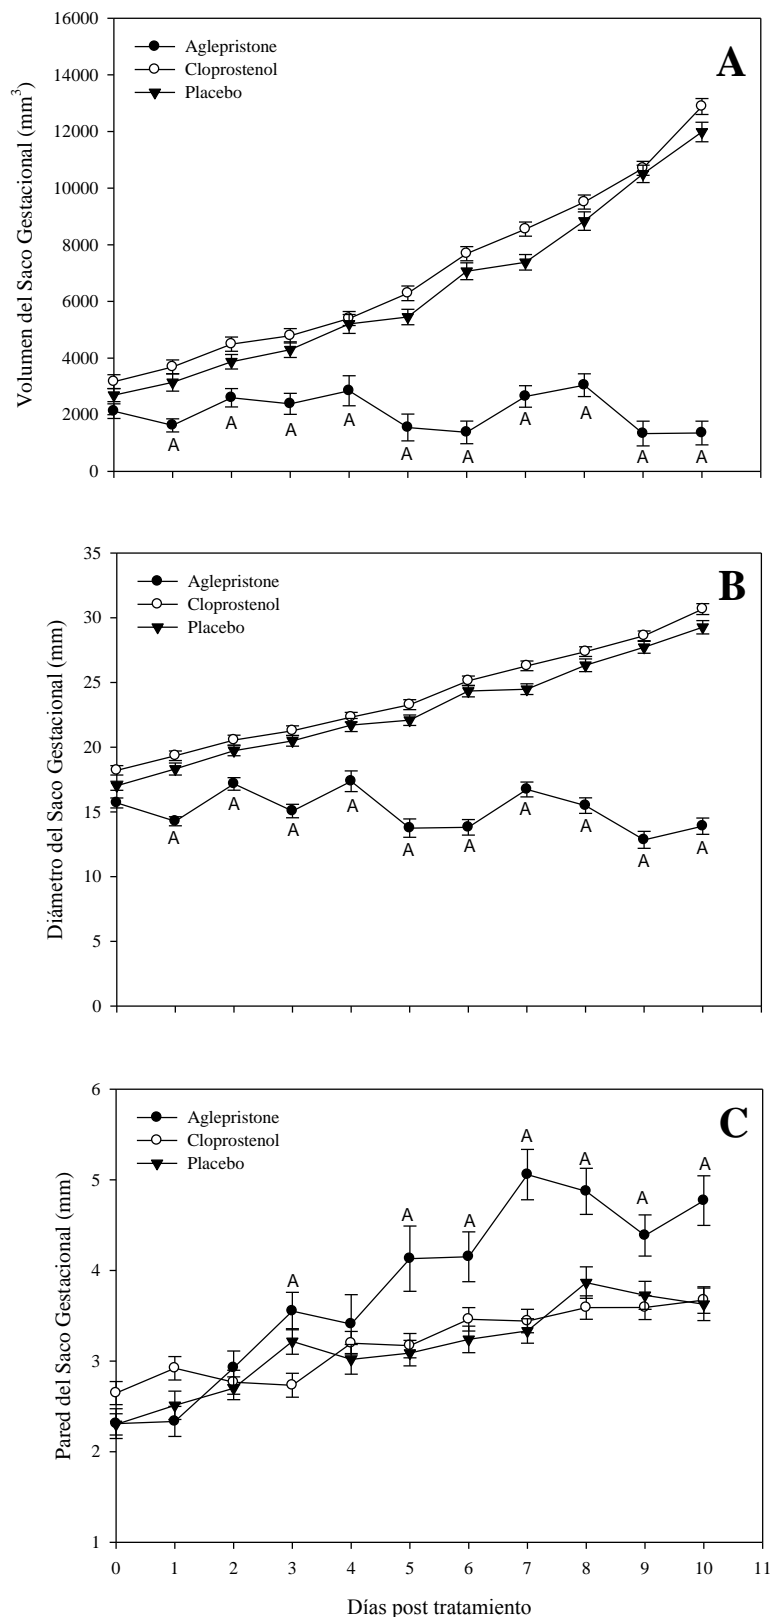 16000
14000
12000
10000
8000
6000
4000
2000
0
Volumen del Saco Gestacional (mm³)
Aglepristone
Cloprostenol
Placebo
A
A A A A A A A A A A
35
30
25
20
15
10
5
0
Diámetro del Saco Gestacional (mm)
Aglepristone
Cloprostenol
Placebo
B
A A A A A A A A A A
6
5
4
3
2
1
Pared del Saco Gestacional (mm)
Aglepristone
Cloprostenol
Placebo
C
A A A A A A A
0 1 2 3 4 5 6 7 8 9 10 11
Días post tratamiento